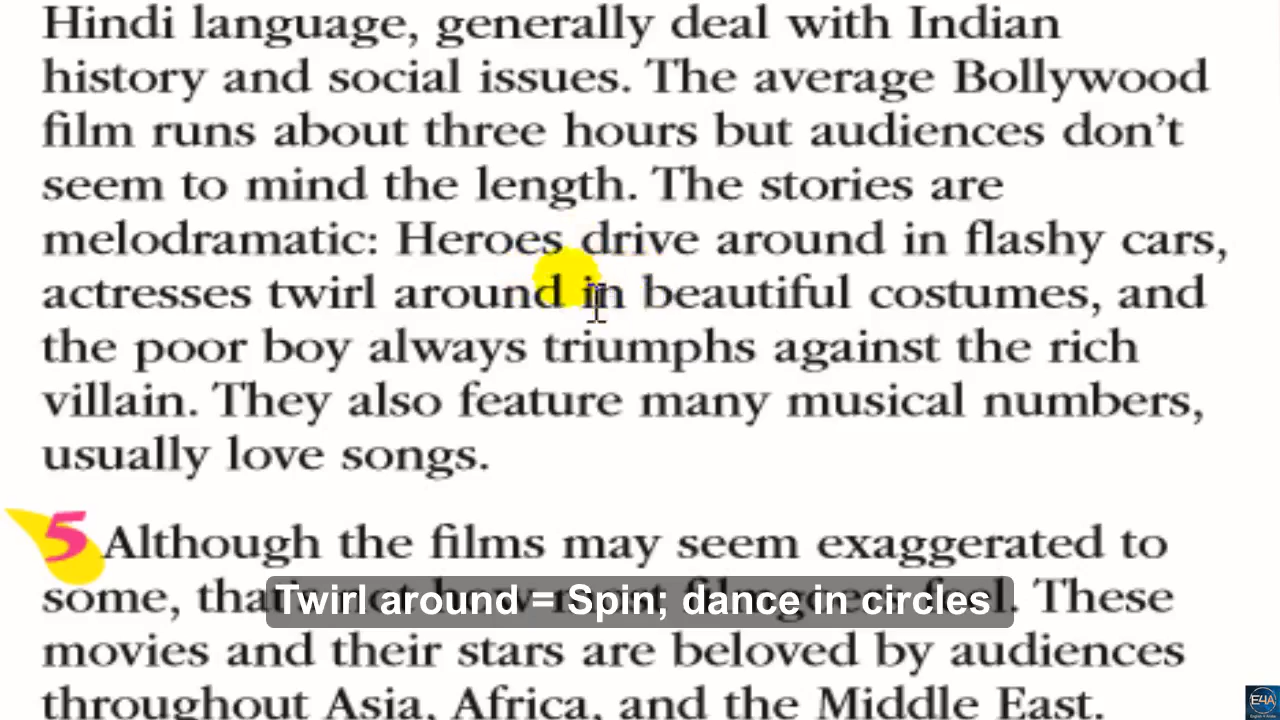 Hindi language, generally deal with Indian
history and social issues. The average Bollywood
film runs about three hours but audiences don't
seem to mind the length. The stories are
melodramatic: Heroes drive around in flashy cars,
actresses twirl around in beautiful costumes, and
the poor boy always triumphs against the rich
villain. They also feature many musical numbers,
usually love songs.
5 Although the films may seem exaggerated to
some, that These
Twirl around = Spin; dance in circles
movies and their stars are beloved by audiences
throughout Asia, Africa, and the Middle East.
E4A